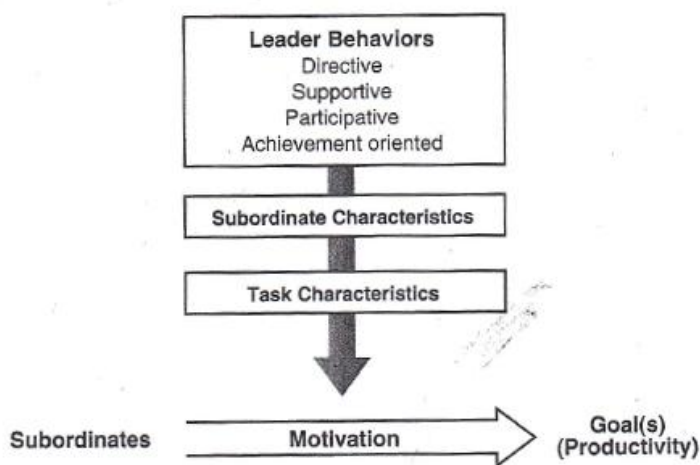 Leader Behaviors
Directive
Supportive
Participative
Achievement oriented
Subordinate Characteristics
Task Characteristics
Subordinates
Motivation
Goal(s)
(Productivity)